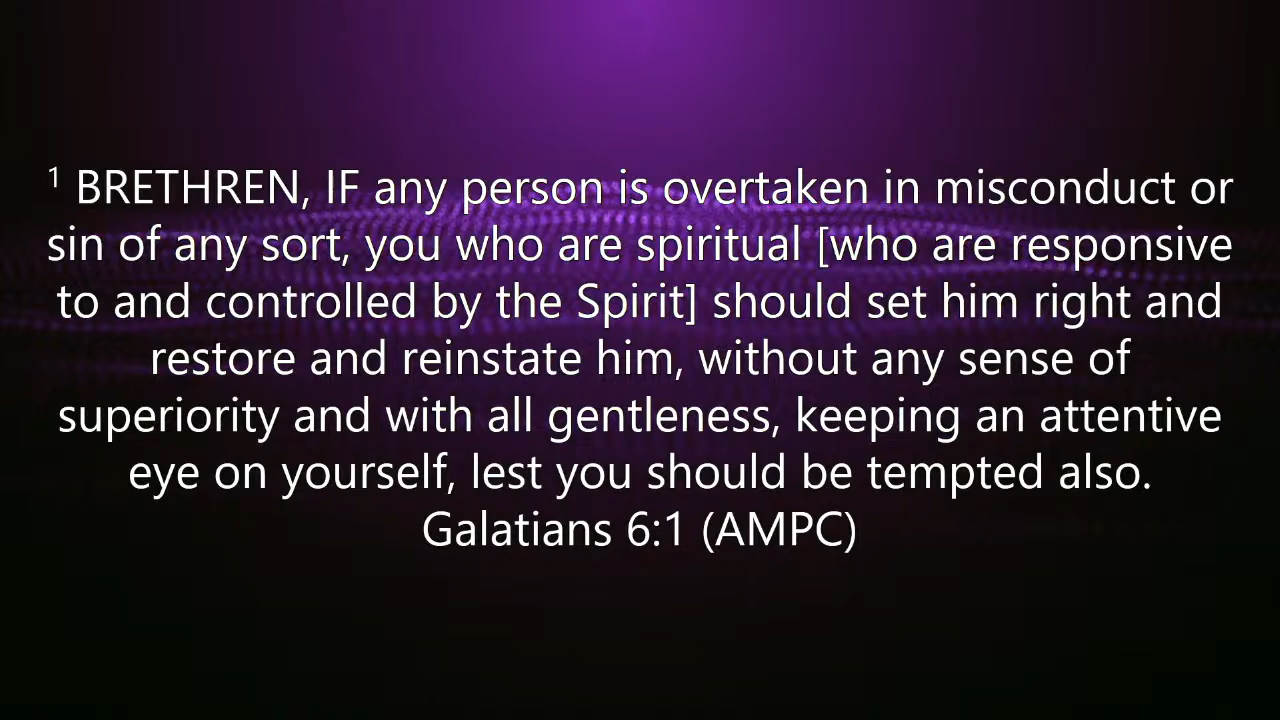 ¹ BRETHREN, IF any person is overtaken in misconduct or
sin of any sort, you who are spiritual [who are responsive
to and controlled by the Spirit] should set him right and
restore and reinstate him, without any sense of
superiority and with all gentleness, keeping an attentive
eye on yourself, lest you should be tempted also.
Galatians 6:1 (AMPC)